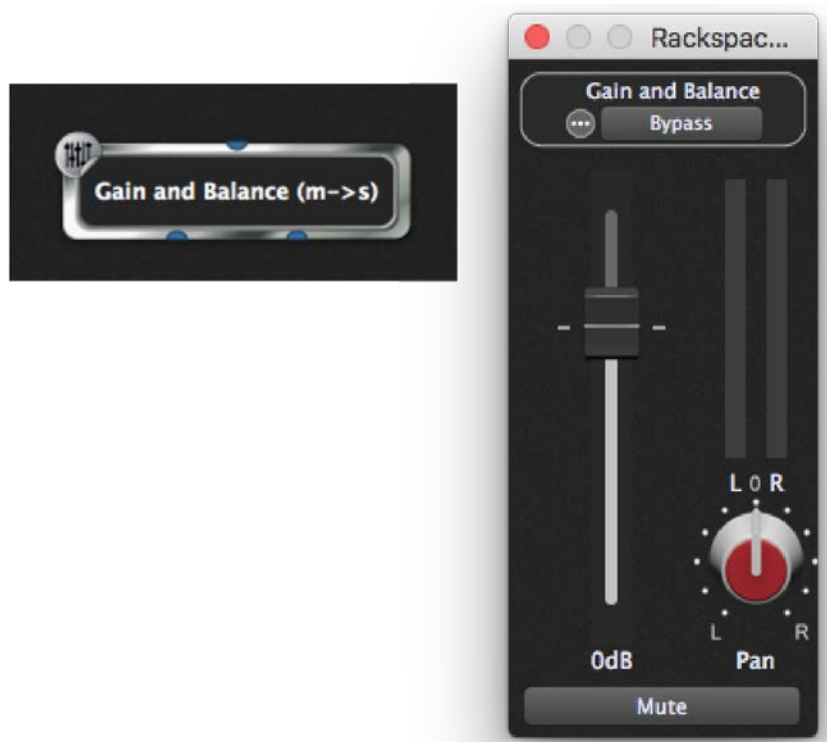 Gain and Balance (m->s)
Rackspac...
Gain and Balance
Bypass
L 0 R
L R
0dB Pan
Mute